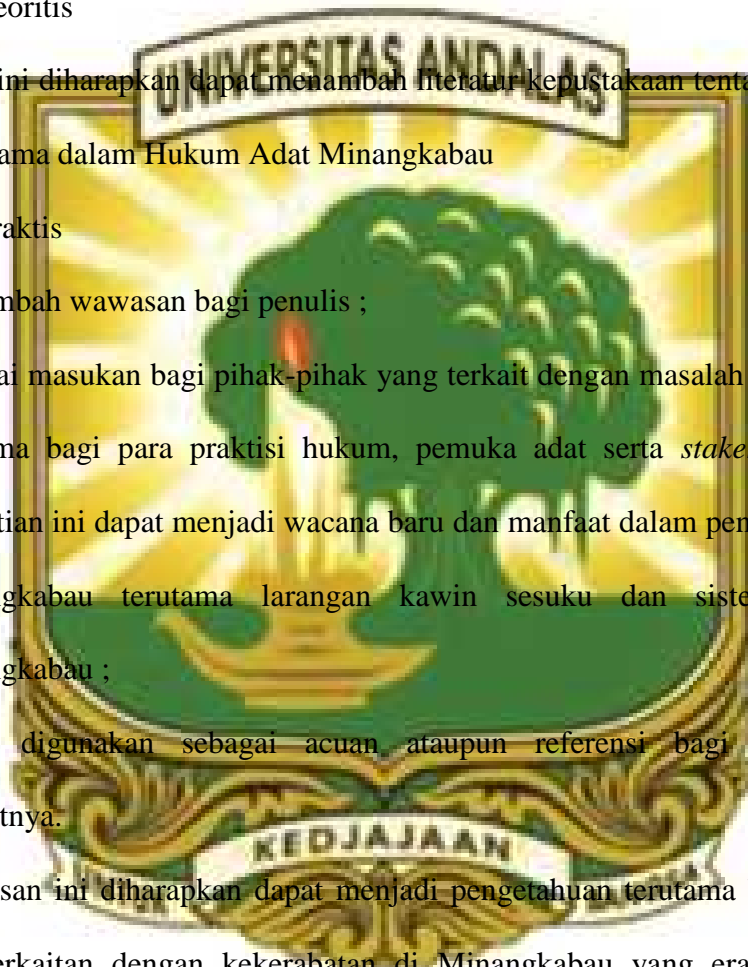 eoritis
UNIVERSITAS ANDALAS
ini diharapkan dapat menambah literatur kepustakaan tenta
ama dalam Hukum Adat Minangkabau
raktis
mbah wawasan bagi penulis ;
ai masukan bagi pihak-pihak yang terkait dengan masalah
ma bagi para praktisi hukum, pemuka adat serta stake
tian ini dapat menjadi wacana baru dan manfaat dalam pen
ngkabau terutama larangan kawin sesuku dan siste
ngkabau ;
digunakan sebagai acuan ataupun referensi bagi
tnya.
KEDJAJAAN
san ini diharapkan dapat menjadi pengetahuan terutama
erkaitan dengan kekerabatan di Minangkabau yang era